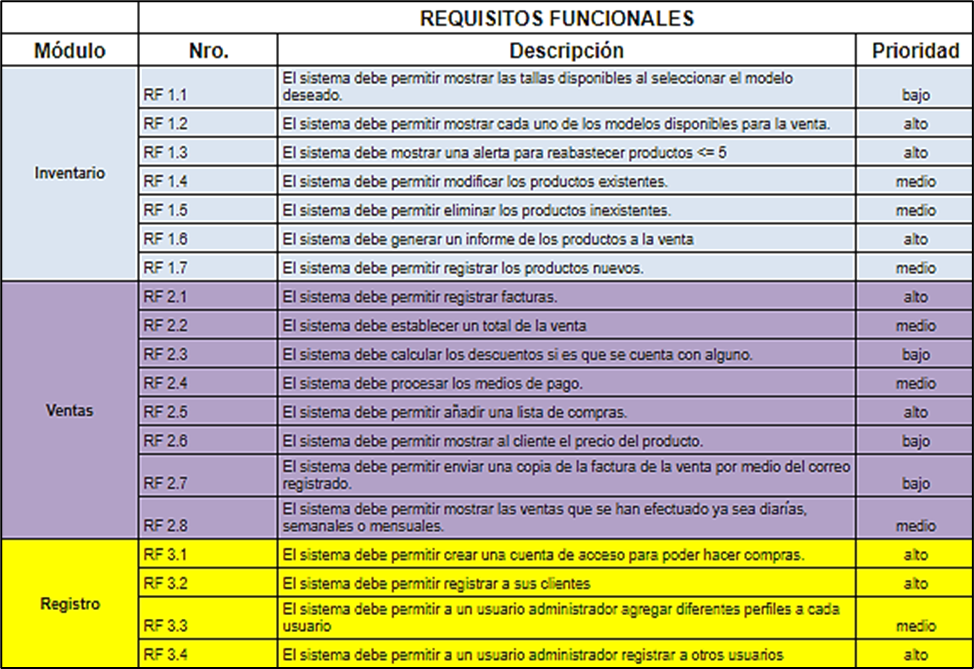 REQUISITOS FUNCIONALES
Módulo Nro. Descripción Prioridad
Inventario
RF 1.1 El sistema debe permitir mostrar las tallas disponibles al seleccionar el modelo
deseado. bajo
RF 1.2 El sistema debe permitir mostrar cada uno de los modelos disponibles para la venta. alto
RF 1.3 El sistema debe mostrar una alerta para reabastecer productos <= 5 alto
RF 1.4 El sistema debe permitir modificar los productos existentes. medio
RF 1.5 El sistema debe permitir eliminar los productos inexistentes. medio
RF 1.6 El sistema debe generar un informe de los productos a la venta alto
RF 1.7 El sistema debe permitir registrar los productos nuevos. medio
Ventas
RF 2.1 El sistema debe permitir registrar facturas. alto
RF 2.2 El sistema debe establecer un total de la venta medio
RF 2.3 El sistema debe calcular los descuentos si es que se cuenta con alguno. bajo
RF 2.4 El sistema debe procesar los medios de pago. medio
RF 2.5 El sistema debe permitir añadir una lista de compras. alto
RF 2.6 El sistema debe permitir mostrar al cliente el precio del producto. bajo
RF 2.7 El sistema debe permitir enviar una copia de la factura de la venta por medio del correo
registrado. bajo
RF 2.8 El sistema debe permitir mostrar las ventas que se han efectuado ya sea diarías,
semanales o mensuales. medio
Registro
RF 3.1 El sistema debe permitir crear una cuenta de acceso para poder hacer compras. alto
RF 3.2 El sistema debe permitir registrar a sus clientes alto
RF 3.3 El sistema debe permitir a un usuario administrador agregar diferentes perfiles a cada
usuario medio
RF 3.4 El sistema debe permitir a un usuario administrador registrar a otros usuarios alto